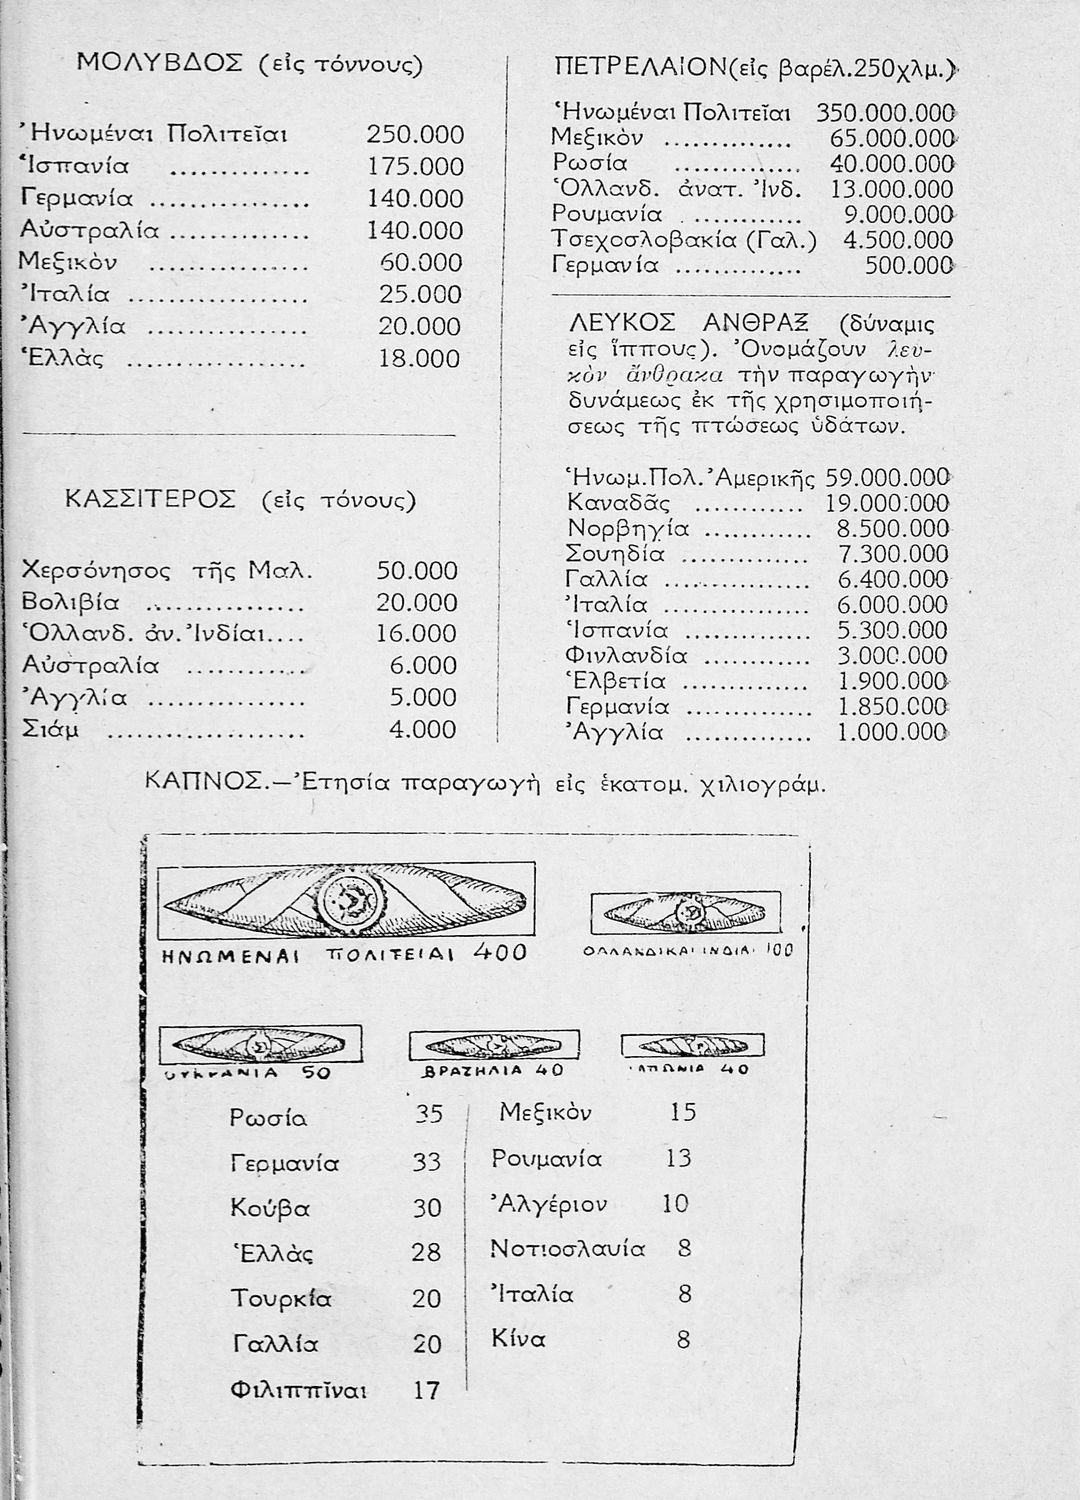 ΜΟΛΥΒΔΟΣ (εἰς τόννους)
Ἡνωμέναι Πολιτεῖαι 250.000
Ἱσπανία .............. 175.000
Γερμανία ................ 140.000
Αὐστραλία .............. 140.000
Μεξικὸν ................ 60.000
Ἰταλία .................. 25.000
Ἀγγλία ................ 20.000
Ἑλλὰς .................. 18.000
ΚΑΣΣΙΤΕΡΟΣ (εἰς τόνους)
Χερσόνησος τῆς Μαλ. 50.000
Βολιβία ................ 20.000
Ὁλλανδ. ἀν. Ἰνδίαι.... 16.000
Αὐστραλία ............ 6.000
Ἀγγλία ................ 5.000
Σιάμ .................... 4.000
ΠΕΤΡΕΛΑΙΟΝ(εἰς βαρέλ.250χλμ.)
Ἡνωμέναι Πολιτεῖαι 350.000.000
Μεξικὸν .............. 65.000.000
Ρωσία .............. 40.000.000
Ὁλλανδ. ἀνατ. Ἰνδ. 13.000.000
Ρουμανία ............ 9.000.000
Τσεχοσλοβακία (Γαλ.) 4.500.000
Γερμανία .............. 500.000
ΛΕΥΚΟΣ ΑΝΘΡΑΞ (δύναμις
εἰς ἵππους). Ὀνομάζουν λευ-
κὸν ἄνθρακα τὴν παραγωγὴν
δυνάμεως ἐκ τῆς χρησιμοποιή-
σεως τῆς πτώσεως ὑδάτων.
Ἡνωμ.Πολ. Ἀμερικῆς 59.000.000
Καναδᾶς ............ 19.000.000
Νορβηγία ............ 8.500.000
Σουηδία .............. 7.300.000
Γαλλία ................ 6.400.000
Ἰταλία ................ 6.000.000
Ἱσπανία .............. 5.300.000
Φινλανδία ............ 3.000.000
Ἑλβετία .............. 1.900.000
Γερμανία .............. 1.850.000
Ἀγγλία .............. 1.000.000
ΚΑΠΝΟΣ.—Ἐτησία παραγωγὴ εἰς ἑκατομ. χιλιογράμ.
ΗΝΩΜΕΝΑΙ ΠΟΛΙΤΕΙΑΙ 400
ΟΛΛΑΝΔΙΚΑΙ ΙΝΔΙΑΙ 100
ΟΥΚΡΑΝΙΑ 50
ΒΡΑΖΗΛΙΑ 40
ΙΑΠΩΝΙΑ 40
Ρωσία 35
Γερμανία 33
Κούβα 30
Ἑλλὰς 28
Τουρκία 20
Γαλλία 20
Φιλιππῖναι 17
Μεξικὸν 15
Ρουμανία 13
Ἀλγέριον 10
Νοτιοσλαυία 8
Ἰταλία 8
Κίνα 8